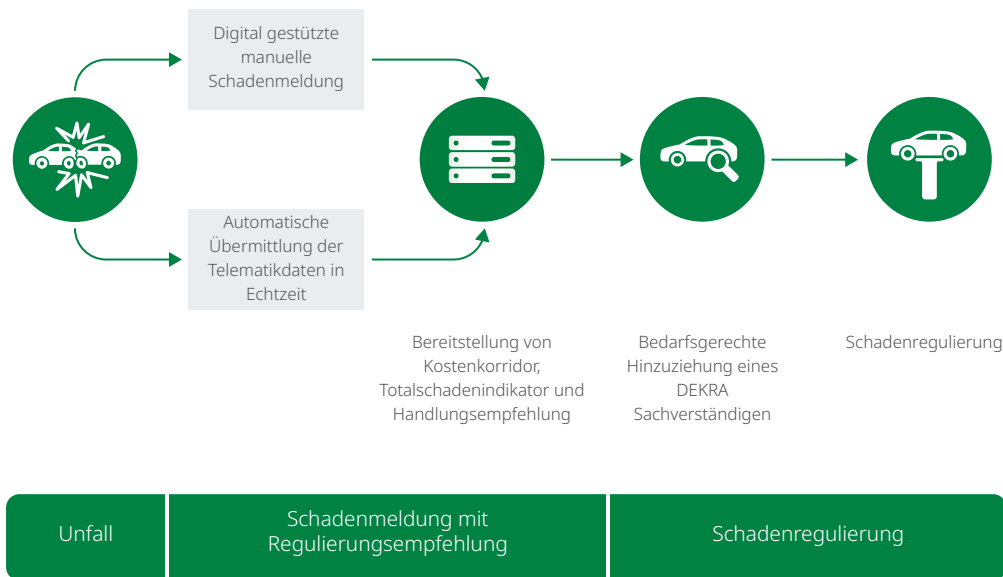 Digital gestützte
manuelle
Schadenmeldung
Automatische
Übermittlung der
Telematikdaten in
Echtzeit
Bereitstellung von
Kostenkorridor,
Totalschadenindikator und
Handlungsempfehlung
Bedarfsgerechte
Hinzuziehung eines
DEKRA
Sachverständigen
Schadenregulierung
Unfall
Schadenmeldung mit
Regulierungsempfehlung
Schadenregulierung